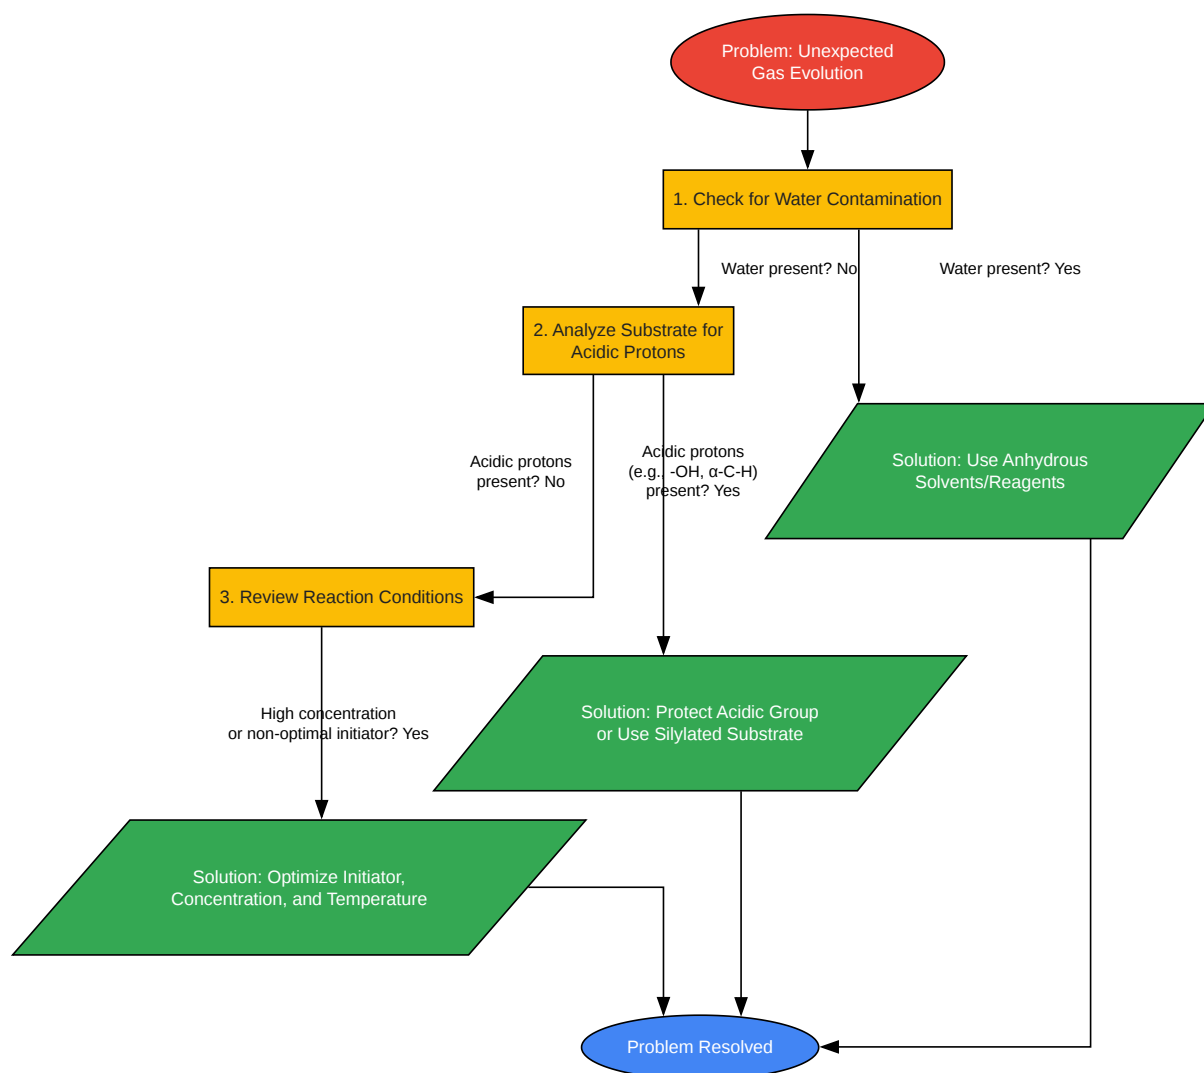 Problem: Unexpected
Gas Evolution
1. Check for Water Contamination
Water present? No
Water present? Yes
2. Analyze Substrate for
Acidic Protons
Acidic protons
present? No
Acidic protons
(e.g., -OH, α-C-H)
present? Yes
Solution: Use Anhydrous
Solvents/Reagents
3. Review Reaction Conditions
High concentration
or non-optimal initiator? Yes
Solution: Protect Acidic Group
or Use Silylated Substrate
Solution: Optimize Initiator,
Concentration, and Temperature
Problem Resolved